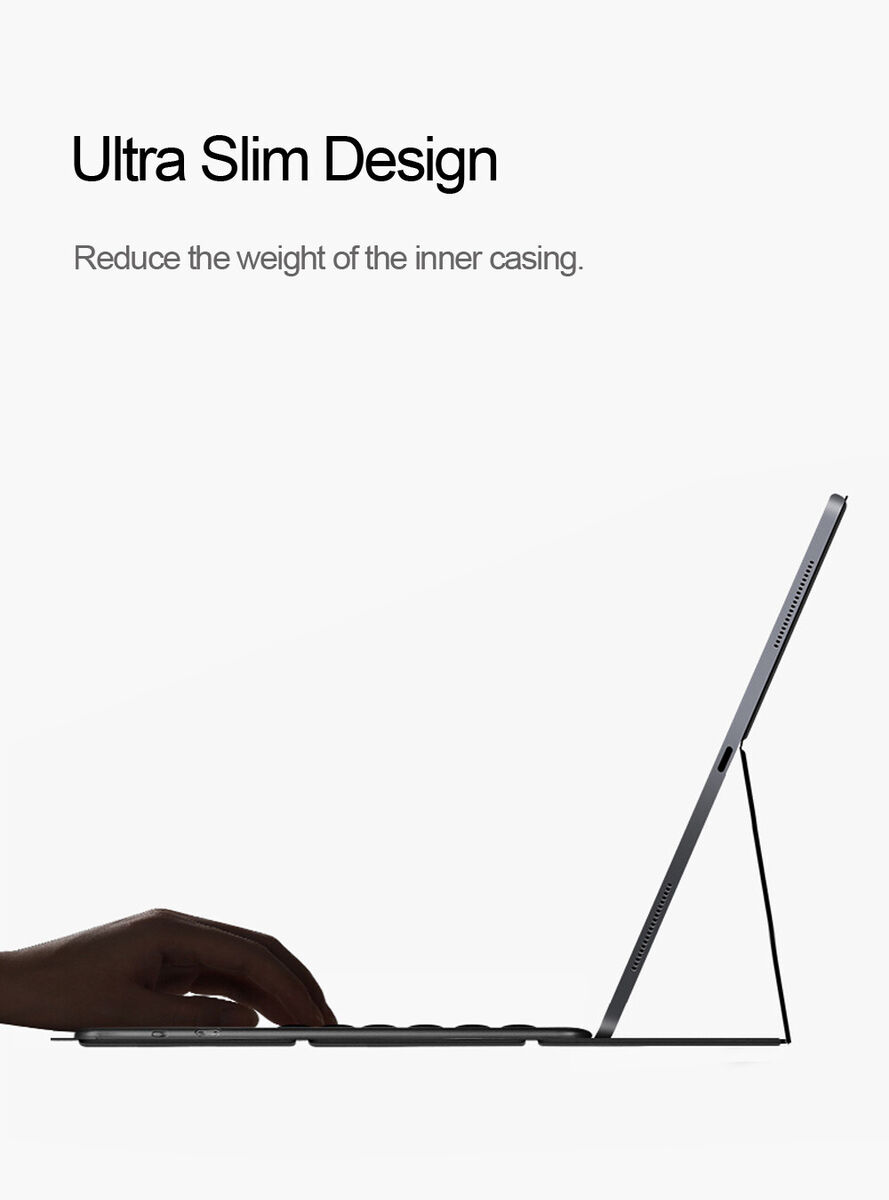 Ultra Slim Design
Reduce the weight of the inner casing.